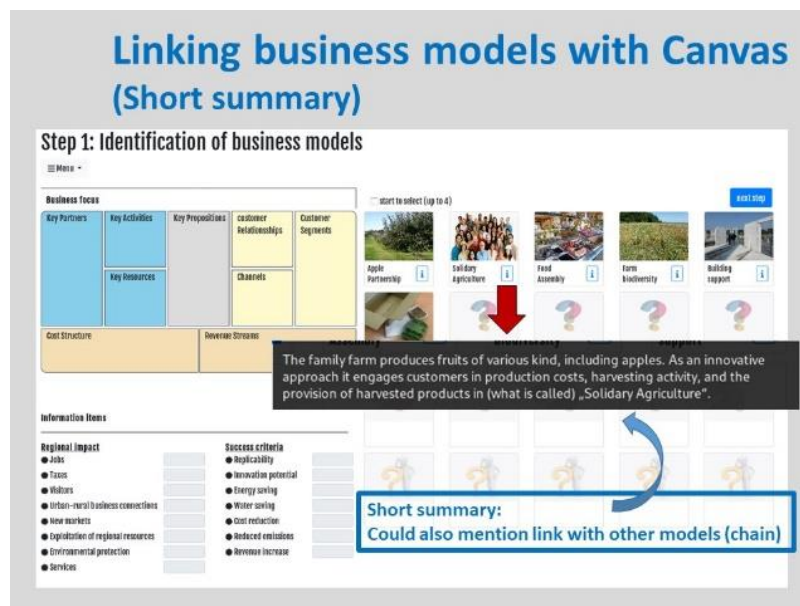 Linking business models with Canvas
(Short summary)
Step 1: Identification of business models
Menu
Business focus
start to select (up to 4)
next step
Key Partners
Key Activities
Key Propositions
customer
Relationships
Customer
Segments
Key Resources
Channels
Cost Structure
Revenue Streams
Apple
Partnership
i
Solidary
Agriculture
i
Food
Assembly
i
Farm
biodiversity
i
Building
support
i
The family farm produces fruits of various kind, including apples. As an innovative
approach it engages customers in production costs, harvesting activity, and the
provision of harvested products in (what is called) „Solidary Agriculture“.
Information Items
Regional impact
Jobs
Taxes
Visitors
Urban-rural business connections
New markets
Exploitation of regional resources
Environmental protection
Services
Success criteria
Replicability
Innovation potential
Energy saving
Water saving
Cost reduction
Reduced emissions
Revenue increase
Short summary:
Could also mention link with other models (chain)